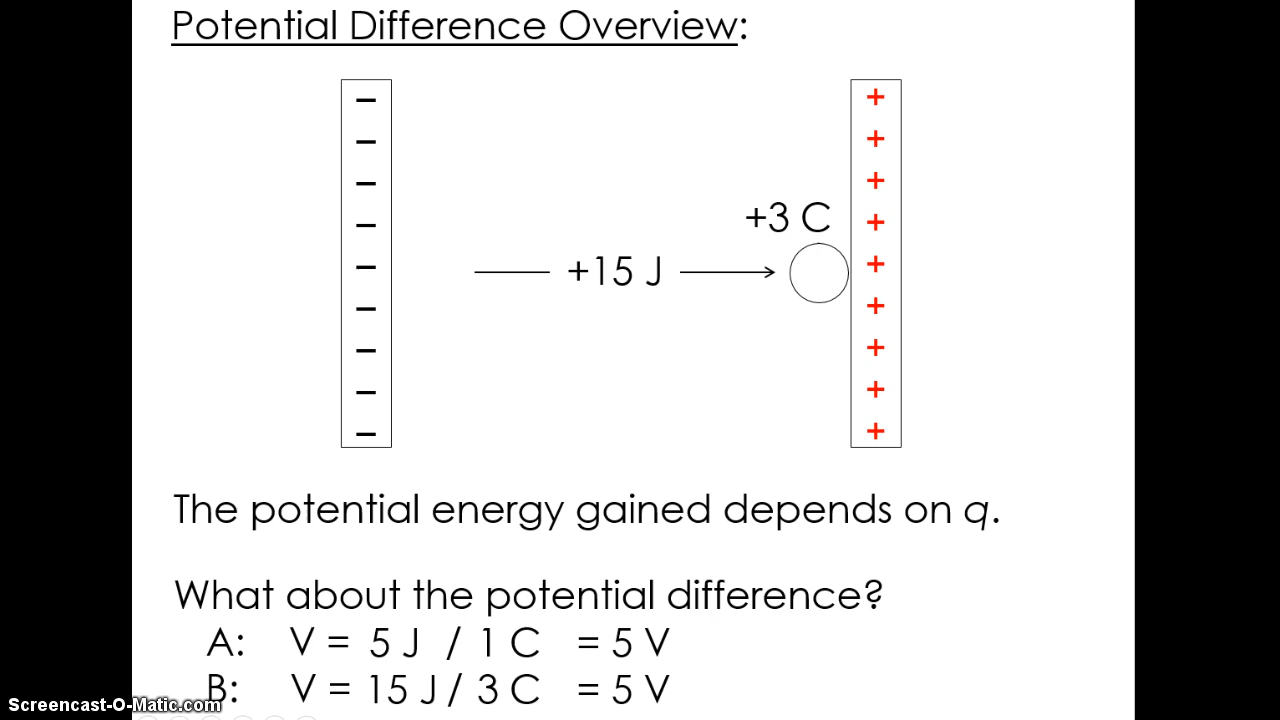 Potential Difference Overview:
– +
– +
– +
– +
+3 C
– +
+15 J
– +
– +
– +
– +
The potential energy gained depends on q.
What about the potential difference?
A: V = 5 J / 1 C = 5 V
B: V = 15 J / 3 C = 5 V
Screencast-O-Matic.com